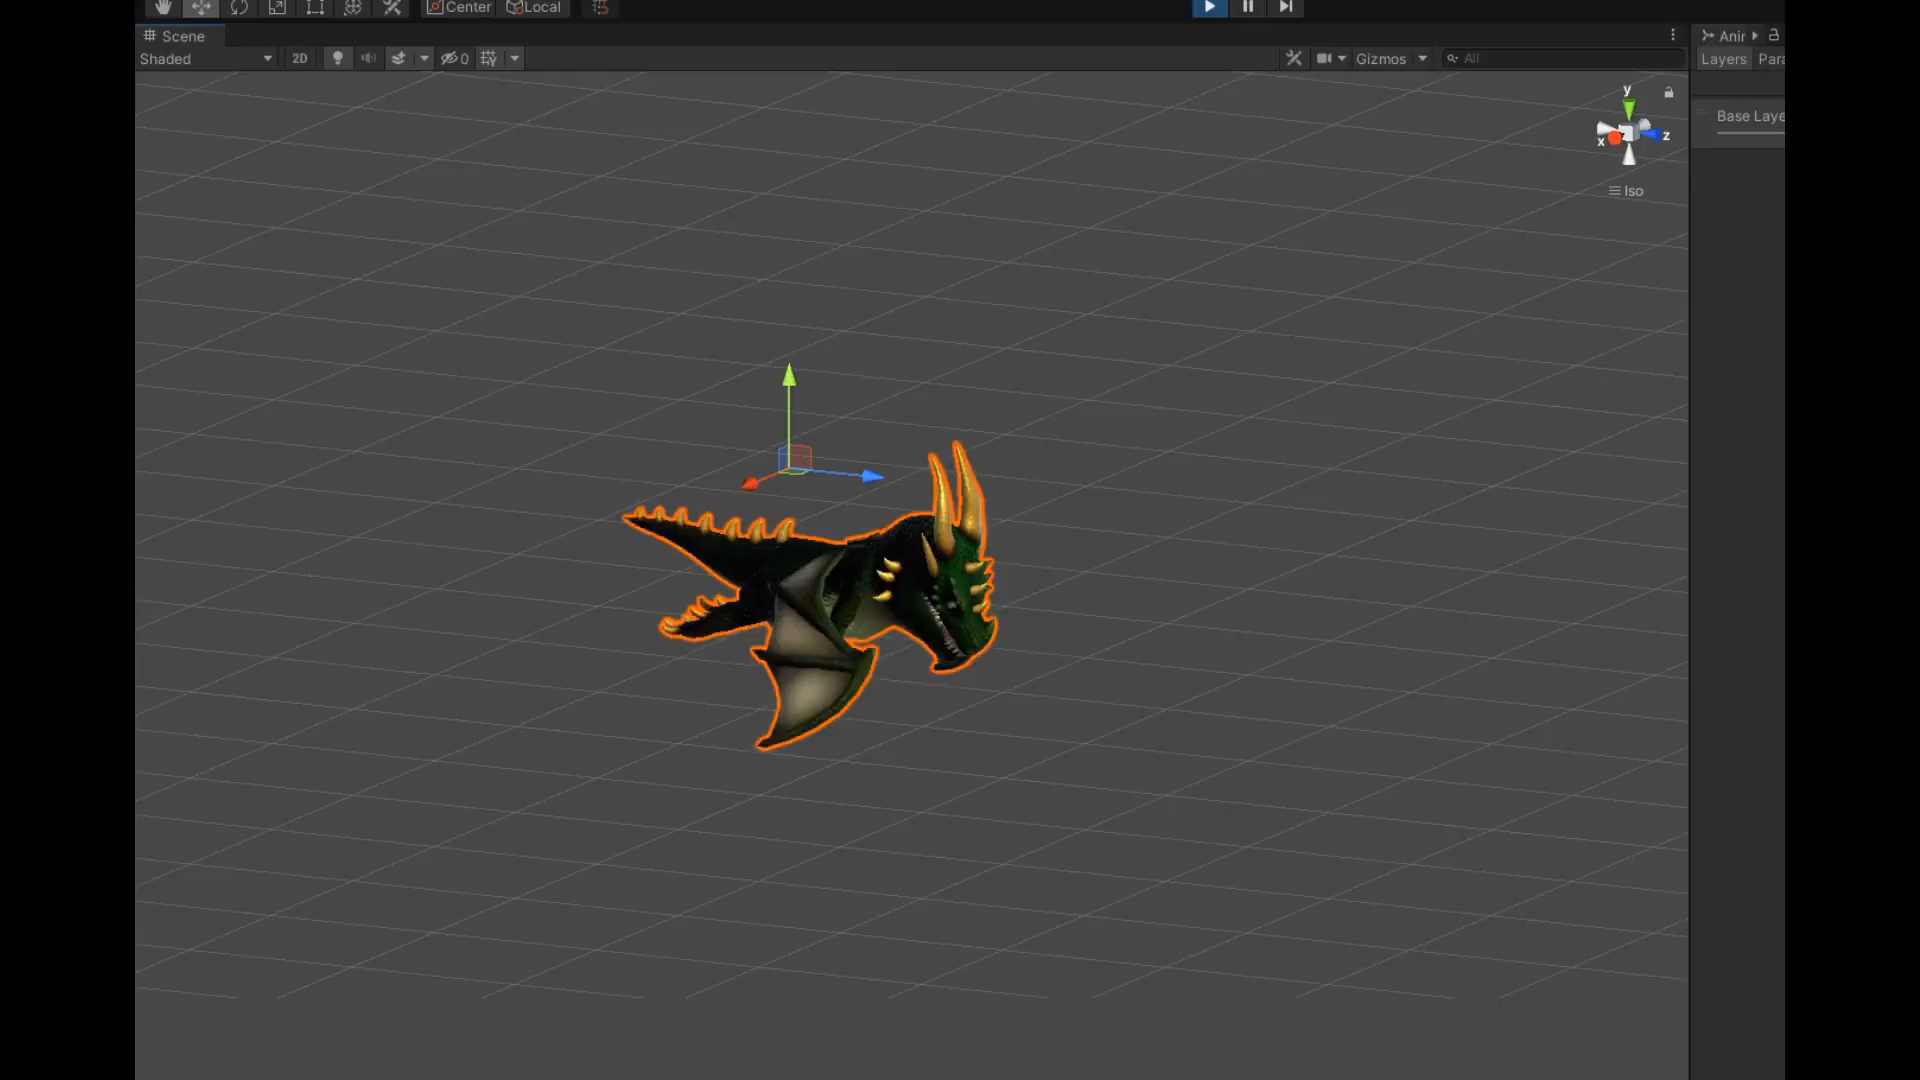 Center Local
Scene
Anir
Shaded
2D
0
Gizmos
All
Layers Para
y
x
z
Base Laye
Iso